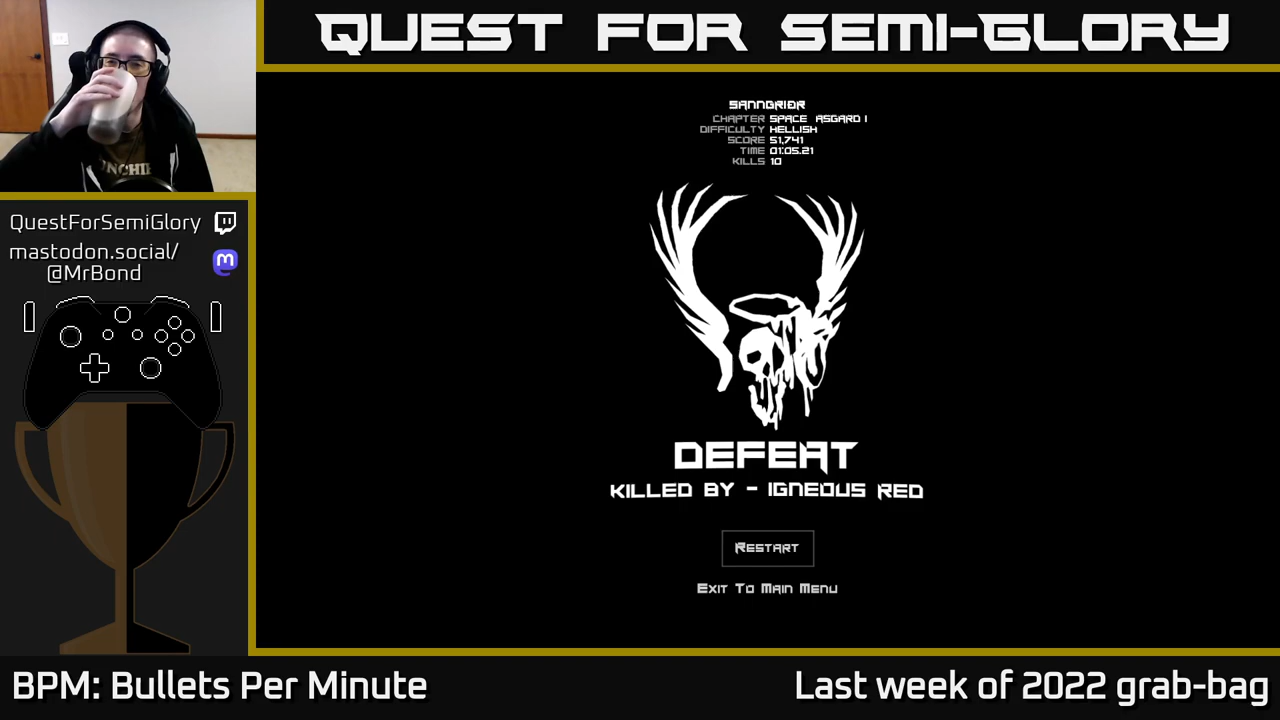 QUEST FOR SEMI-GLORY
QuestForSemiGlory
mastodon.social/
@MrBond
SANNGRIÐR
CHAPTER SPACE ASGARD I
DIFFICULTY HELLISH
SCORE 51,741
TIME 01:05.21
KILLS 10
DEFEAT
KILLED BY - IGNEOUS RED
RESTART
EXIT TO MAIN MENU
BPM: Bullets Per Minute
Last week of 2022 grab-bag